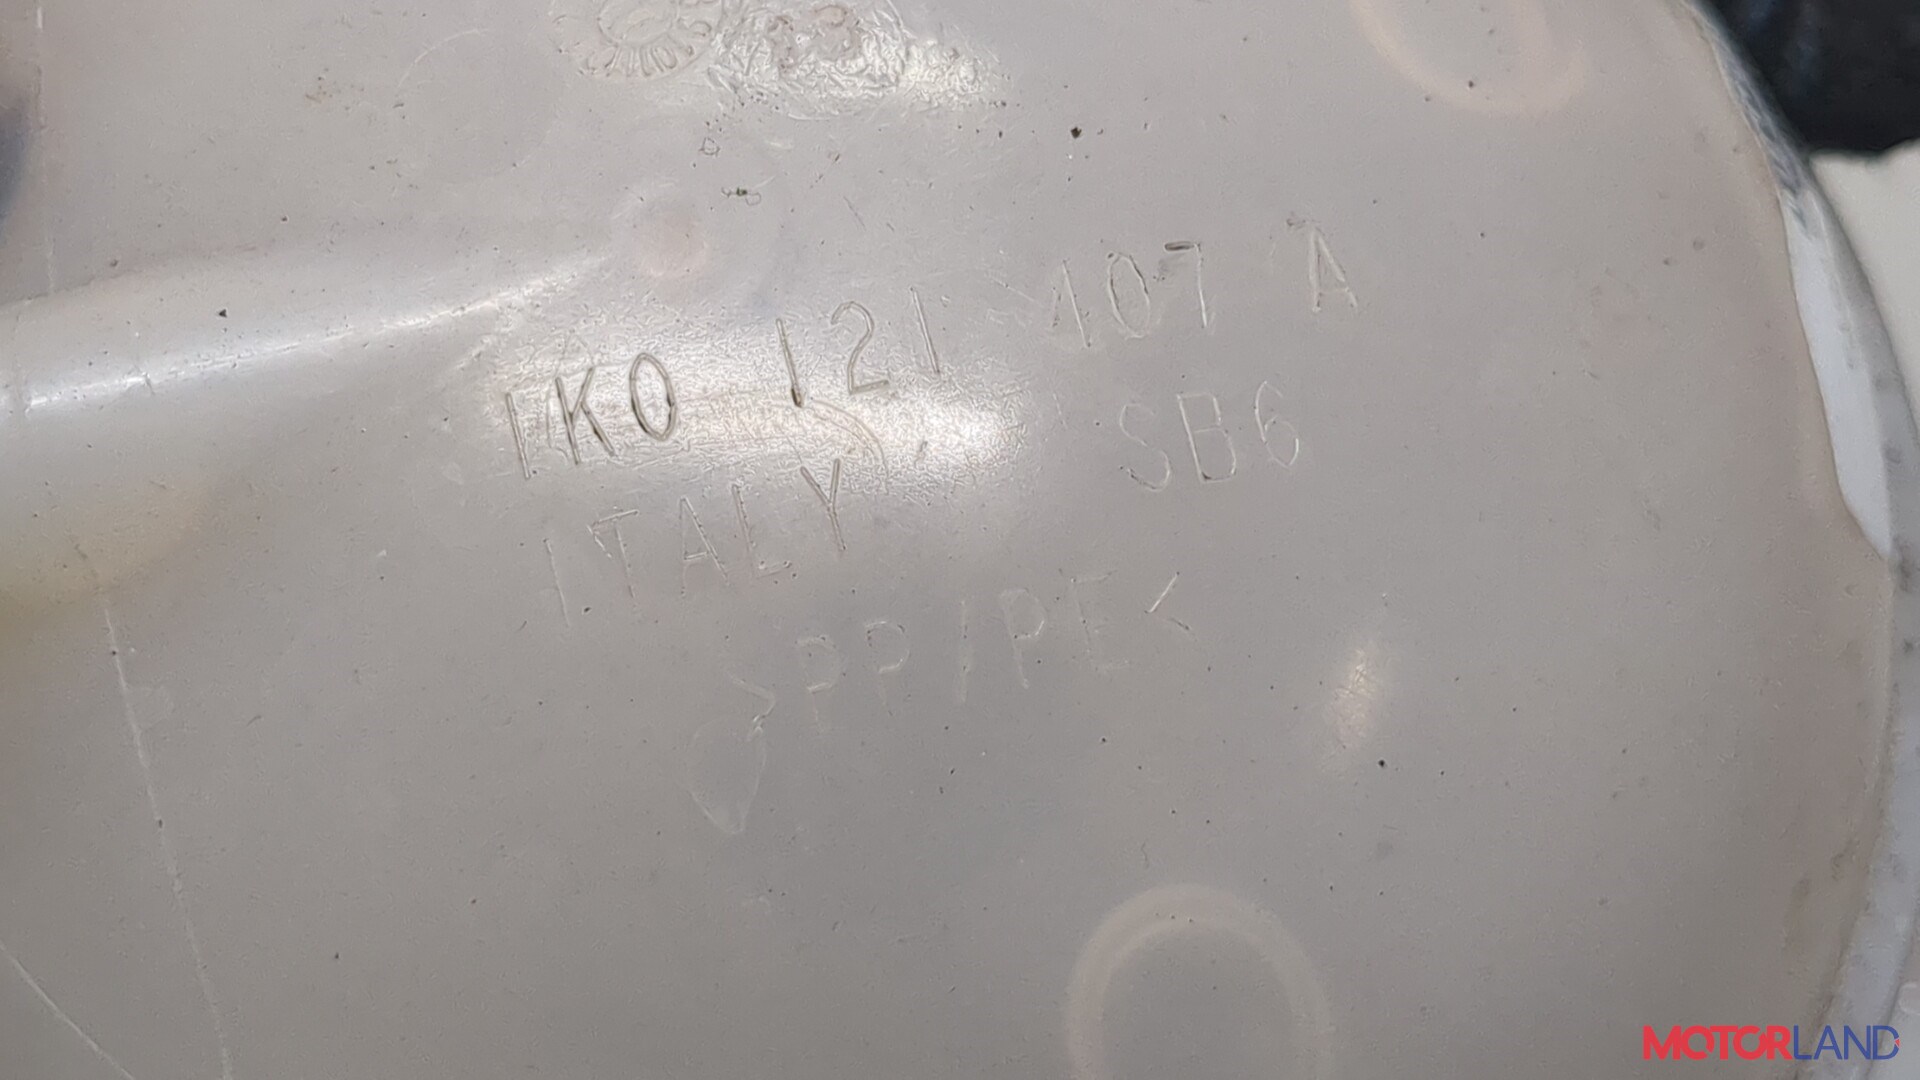 1K0 121 407 A
SB6
ITALY
>PP/PE<
MOTORLAND